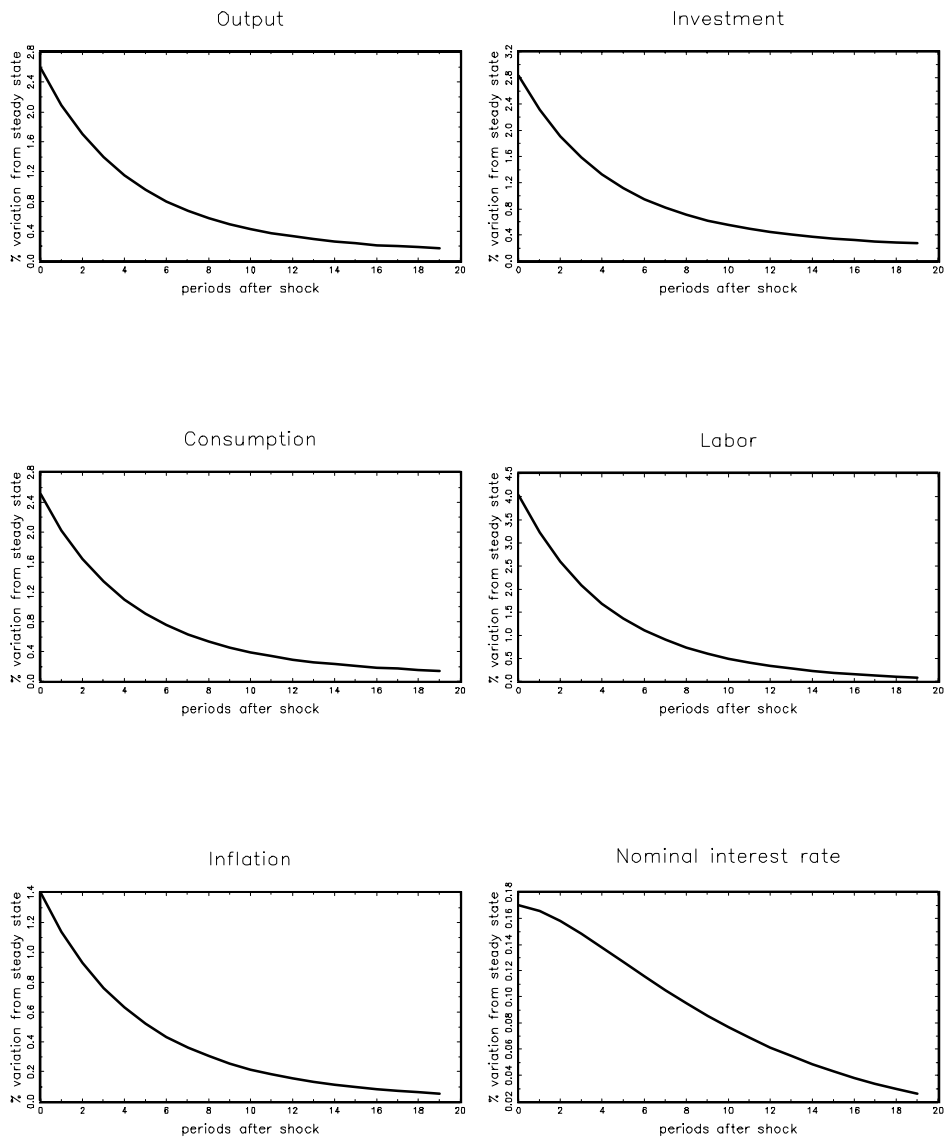 Output
% variation from steady state
0.0 0.4 0.8 1.2 1.6 2.0 2.4 2.8
0 2 4 6 8 10 12 14 16 18 20
periods after shock
Investment
% variation from steady state
0.0 0.4 0.8 1.2 1.6 2.0 2.4 2.8 3.2
0 2 4 6 8 10 12 14 16 18 20
periods after shock
Consumption
% variation from steady state
0.0 0.4 0.8 1.2 1.6 2.0 2.4 2.8
0 2 4 6 8 10 12 14 16 18 20
periods after shock
Labor
% variation from steady state
0.0 0.5 1.0 1.5 2.0 2.5 3.0 3.5 4.0 4.5
0 2 4 6 8 10 12 14 16 18 20
periods after shock
Inflation
% variation from steady state
0.0 0.2 0.4 0.6 0.8 1.0 1.2 1.4
0 2 4 6 8 10 12 14 16 18 20
periods after shock
Nominal interest rate
% variation from steady state
0.02 0.04 0.06 0.08 0.10 0.12 0.14 0.16 0.18
0 2 4 6 8 10 12 14 16 18 20
periods after shock